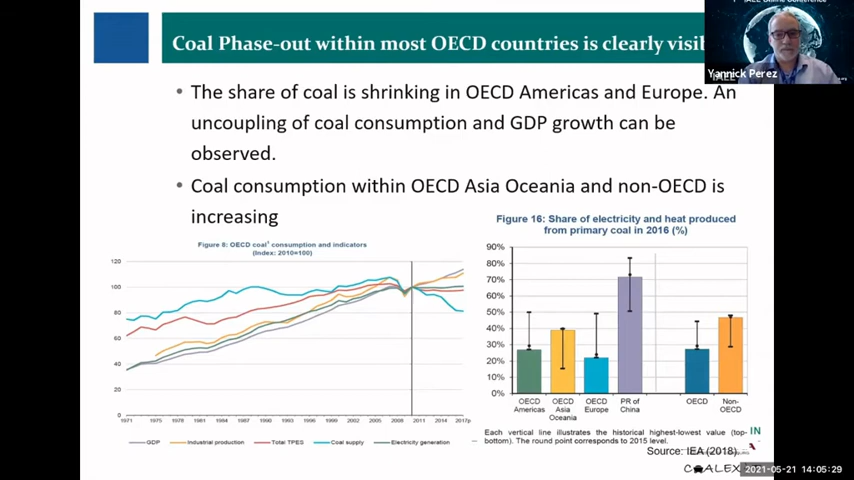 IAEE Online Conference
Coal Phase-out within most OECD countries is clearly visib
Yannick Perez
• The share of coal is shrinking in OECD Americas and Europe. An
uncoupling of coal consumption and GDP growth can be
observed.
• Coal consumption within OECD Asia Oceania and non-OECD is
increasing
Figure 8: OECD coal¹ consumption and indicators
(Index: 2010=100)
120
100
80
60
40
20
0
1971 1975 1978 1981 1984 1987 1990 1993 1996 1999 2002 2005 2008 2011 2014 2017p
GDP Industrial production Total TPES Coal supply Electricity generation
Figure 16: Share of electricity and heat produced
from primary coal in 2016 (%)
90%
80%
70%
60%
50%
40%
30%
20%
10%
0%
OECD Americas
OECD Asia Oceania
OECD Europe
PR of China
OECD
Non-OECD
Each vertical line illustrates the historical highest-lowest value (top-
bottom). The round point corresponds to 2015 level.
IN
Source: IEA (2018)
COALEX
2021-05-21 14:05:29